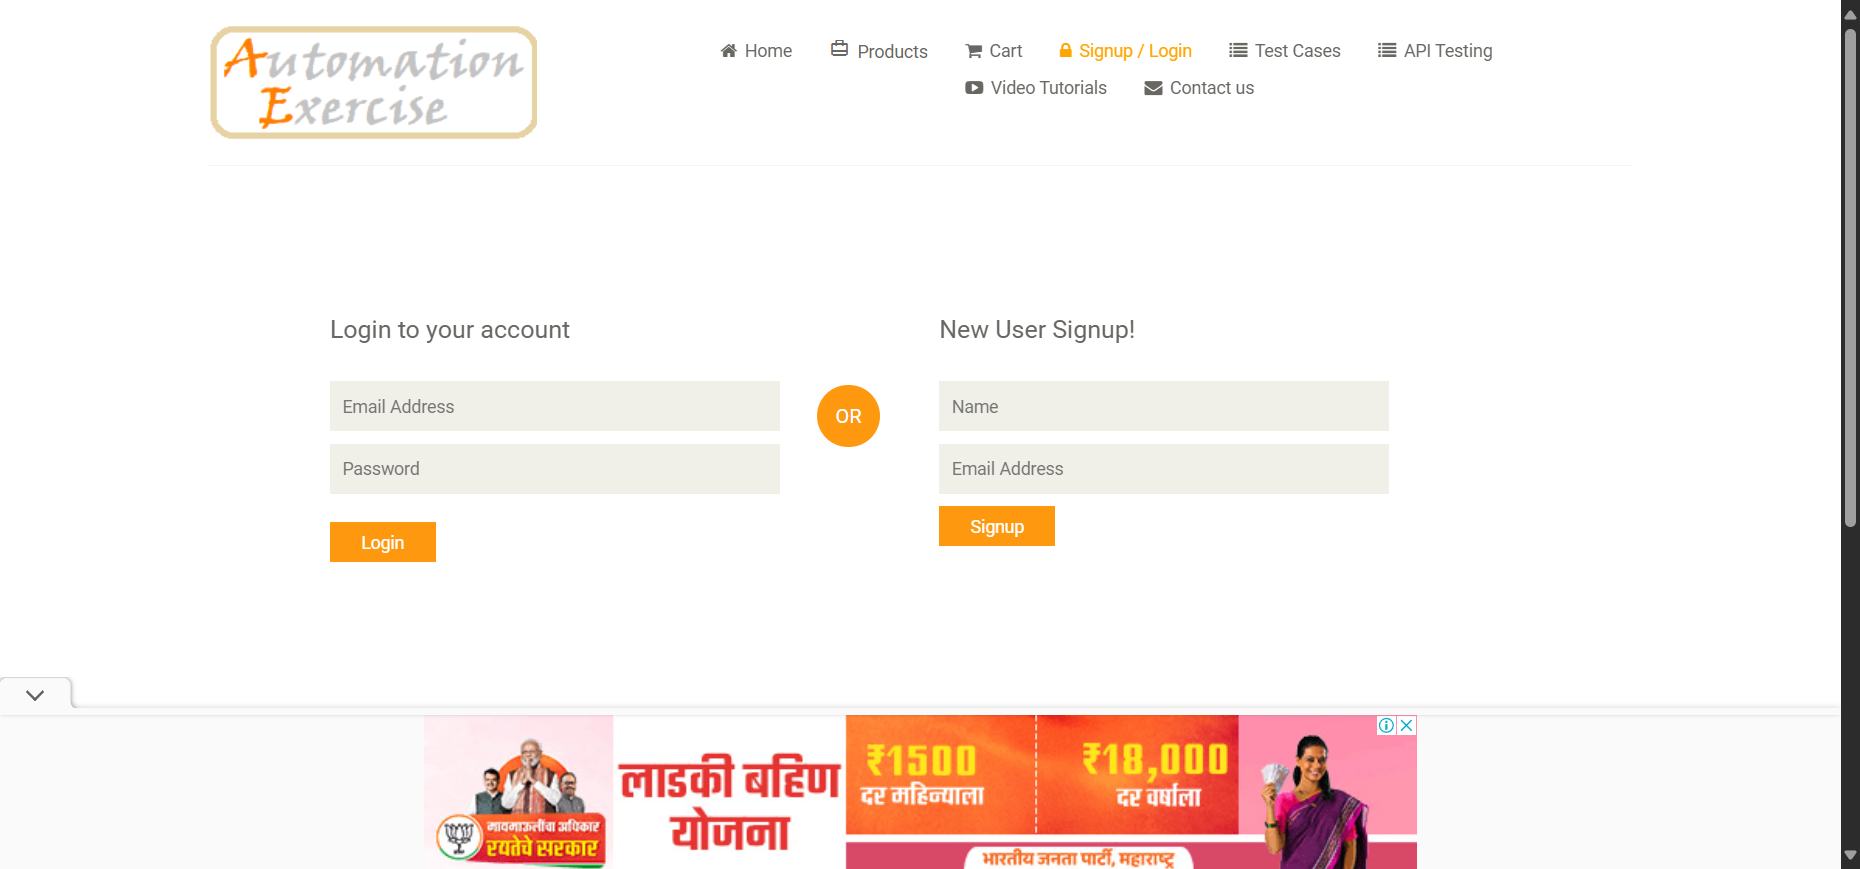 Automation
Exercise
Home
Products
Cart
Signup / Login
Test Cases
API Testing
Video Tutorials
Contact us
Login to your account
Email Address
Password
Login
OR
New User Signup!
Name
Email Address
Signup
मायमाऊलींचा अधिकार
रयतेचे सरकार
लाडकी बहिण
योजना
₹1500
दर महिन्याला
₹18,000
दर वर्षाला
भारतीय जनता पार्टी, महाराष्ट्र